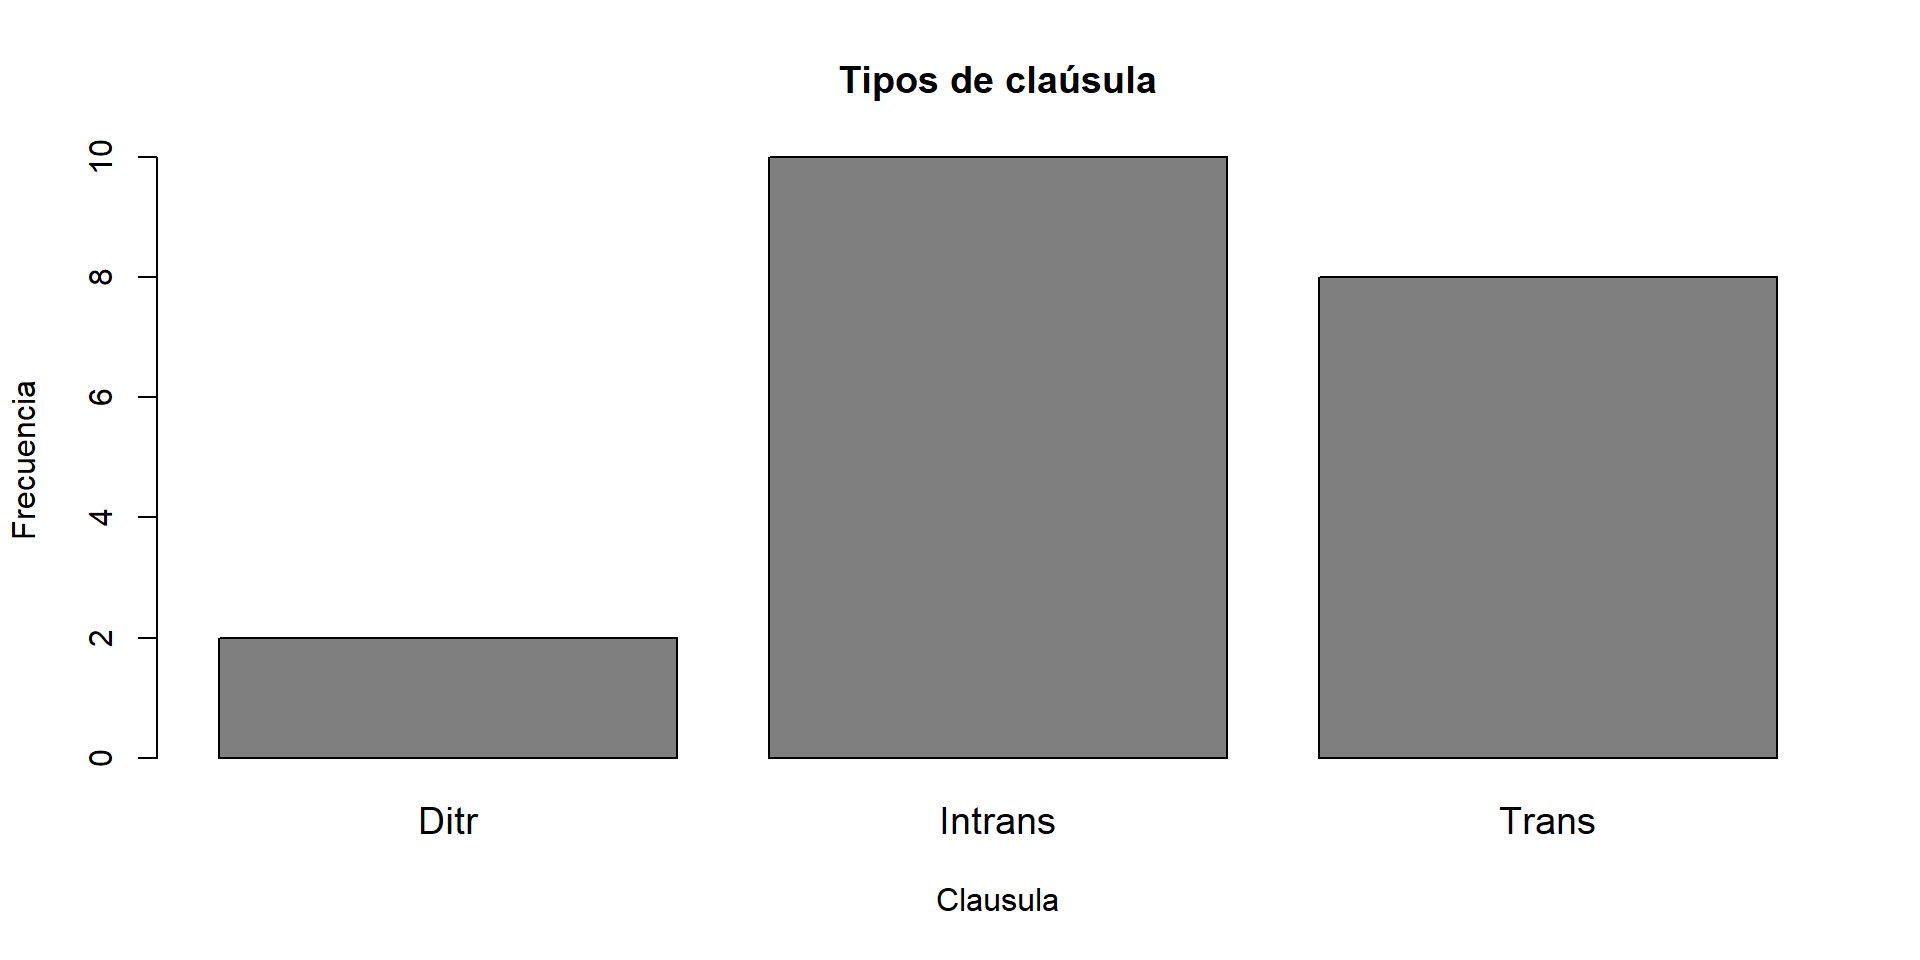 Tipos de claúsula
Frecuencia
10
8
6
4
2
0
Ditr Intrans Trans
Clausula